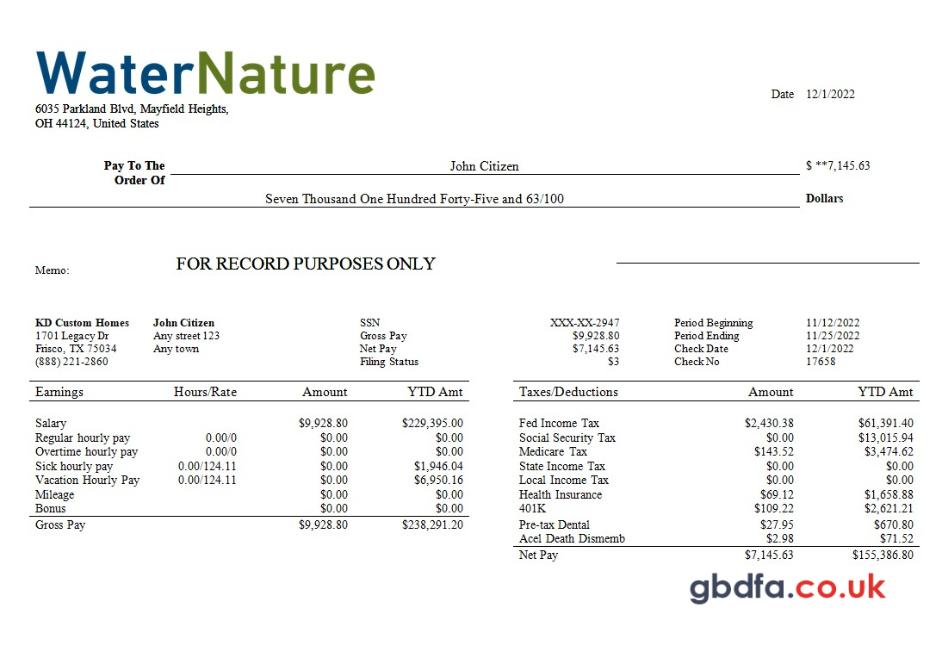 WaterNature
6035 Parkland Blvd, Mayfield Heights,
OH 44124, United States
Date 12/1/2022
Pay To The Order Of John Citizen $ **7,145.63
Seven Thousand One Hundred Forty-Five and 63/100 Dollars
Memo: FOR RECORD PURPOSES ONLY
KD Custom Homes John Citizen SSN XXX-XX-2947 Period Beginning 11/12/2022
1701 Legacy Dr Any street 123 Gross Pay $9,928.80 Period Ending 11/25/2022
Frisco, TX 75034 Any town Net Pay $7,145.63 Check Date 12/1/2022
(888) 221-2860 Filing Status $3 Check No 17658
Earnings Hours/Rate Amount YTD Amt
Salary $9,928.80 $229,395.00
Regular hourly pay 0.00/0 $0.00 $0.00
Overtime hourly pay 0.00/0 $0.00 $0.00
Sick hourly pay 0.00/124.11 $0.00 $1,946.04
Vacation Hourly Pay 0.00/124.11 $0.00 $6,950.16
Mileage $0.00 $0.00
Bonus $0.00 $0.00
Gross Pay $9,928.80 $238,291.20
Taxes/Deductions Amount YTD Amt
Fed Income Tax $2,430.38 $61,391.40
Social Security Tax $0.00 $13,015.94
Medicare Tax $143.52 $3,474.62
State Income Tax $0.00 $0.00
Local Income Tax $0.00 $0.00
Health Insurance $69.12 $1,658.88
401K $109.22 $2,621.21
Pre-tax Dental $27.95 $670.80
Acel Death Dismemb $2.98 $71.52
Net Pay $7,145.63 $155,386.80
gbdfa.co.uk